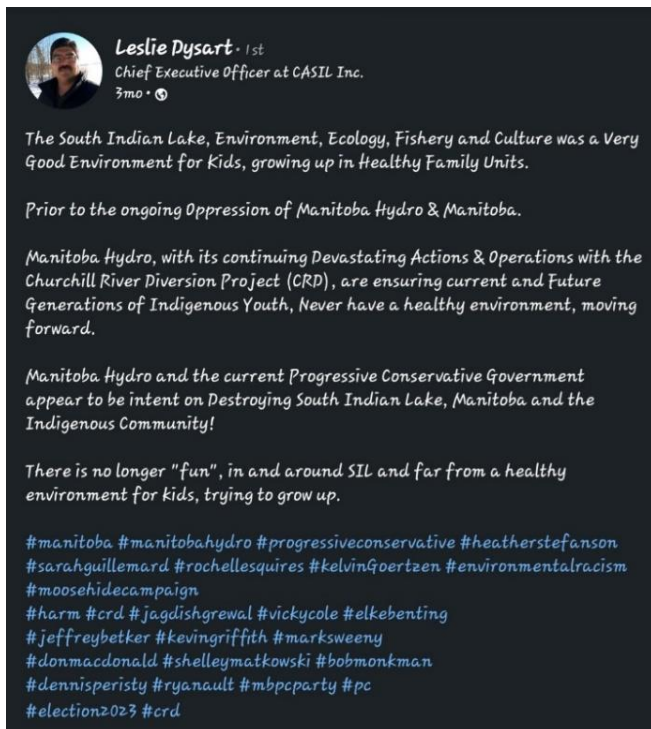 Leslie Dysart · 1st
Chief Executive Officer at CASIL Inc.
3mo ·
The South Indian Lake, Environment, Ecology, Fishery and Culture was a Very
Good Environment for Kids, growing up in Healthy Family Units.
Prior to the ongoing Oppression of Manitoba Hydro & Manitoba.
Manitoba Hydro, with its continuing Devastating Actions & Operations with the
Churchill River Diversion Project (CRD), are ensuring current and Future
Generations of Indigenous Youth, Never have a healthy environment, moving
forward.
Manitoba Hydro and the current Progressive Conservative Government
appear to be intent on Destroying South Indian Lake, Manitoba and the
Indigenous Community!
There is no longer "fun", in and around SIL and far from a healthy
environment for kids, trying to grow up.
#manitoba #manitobahydro #progressiveconservative #heatherstefanson
#sarahguillemard #rochellesquires #kelvinGoertzen #environmentalracism
#moosehidecampaign
#harm #crd #jagdishgrewal #vickycole #elkebenting
#jeffreybetker #kevingriffith #marksweeny
#donmacdonald #shelleymatkowski #bobmonkman
#dennisperisty #ryanault #mbpcparty #pc
#election2023 #crd